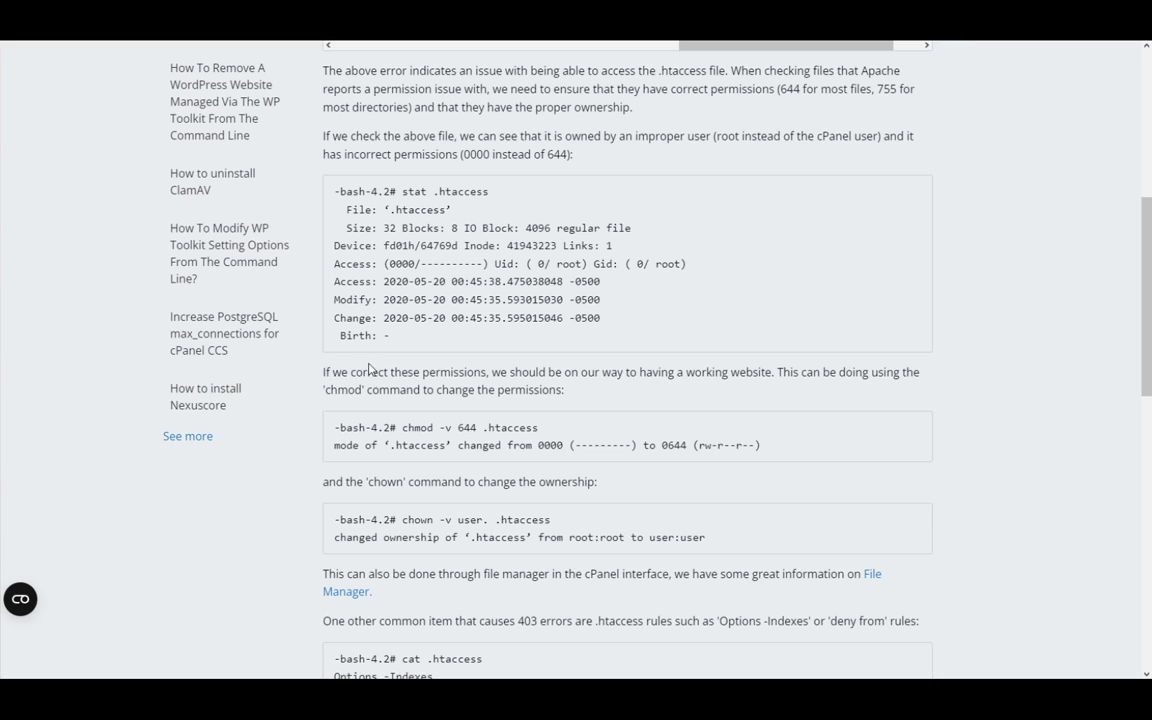 How To Remove A
WordPress Website
Managed Via The WP
Toolkit From The
Command Line
How to uninstall
ClamAV
How To Modify WP
Toolkit Setting Options
From The Command
Line?
Increase PostgreSQL
max_connections for
cPanel CCS
How to install
Nexuscore
See more
The above error indicates an issue with being able to access the .htaccess file. When checking files that Apache
reports a permission issue with, we need to ensure that they have correct permissions (644 for most files, 755 for
most directories) and that they have the proper ownership.
If we check the above file, we can see that it is owned by an improper user (root instead of the cPanel user) and it
has incorrect permissions (0000 instead of 644):
-bash-4.2# stat .htaccess
File: ‘.htaccess’
Size: 32 Blocks: 8 IO Block: 4096 regular file
Device: fd01h/64769d Inode: 41943223 Links: 1
Access: (0000/----------) Uid: ( 0/ root) Gid: ( 0/ root)
Access: 2020-05-20 00:45:38.475038048 -0500
Modify: 2020-05-20 00:45:35.593015030 -0500
Change: 2020-05-20 00:45:35.595015046 -0500
Birth: -
If we correct these permissions, we should be on our way to having a working website. This can be doing using the
'chmod' command to change the permissions:
-bash-4.2# chmod -v 644 .htaccess
mode of ‘.htaccess’ changed from 0000 (---------) to 0644 (rw-r--r--)
and the 'chown' command to change the ownership:
-bash-4.2# chown -v user. .htaccess
changed ownership of ‘.htaccess’ from root:root to user:user
This can also be done through file manager in the cPanel interface, we have some great information on File
Manager.
One other common item that causes 403 errors are .htaccess rules such as 'Options -Indexes' or 'deny from' rules:
-bash-4.2# cat .htaccess
Options -Indexes